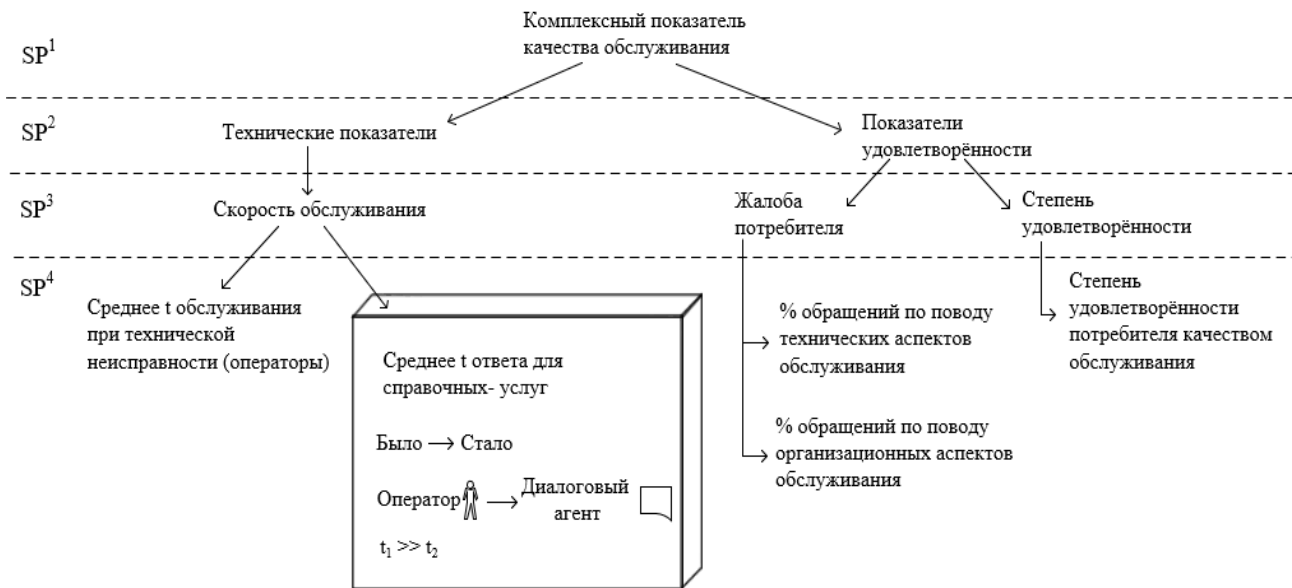 SP¹
Комплексный показатель
качества обслуживания
SP²
Технические показатели
Показатели
удовлетворённости
SP³
Скорость обслуживания
Жалоба
потребителя
Степень
удовлетворённости
SP⁴
Среднее t обслуживания
при технической
неисправности (операторы)
Среднее t ответа для
справочных- услуг
Было → Стало
Оператор → Диалоговый
агент
t₁ >> t₂
% обращений по поводу
технических аспектов
обслуживания
% обращений по поводу
организационных аспектов
обслуживания
Степень
удовлетворённости
потребителя качеством
обслуживания